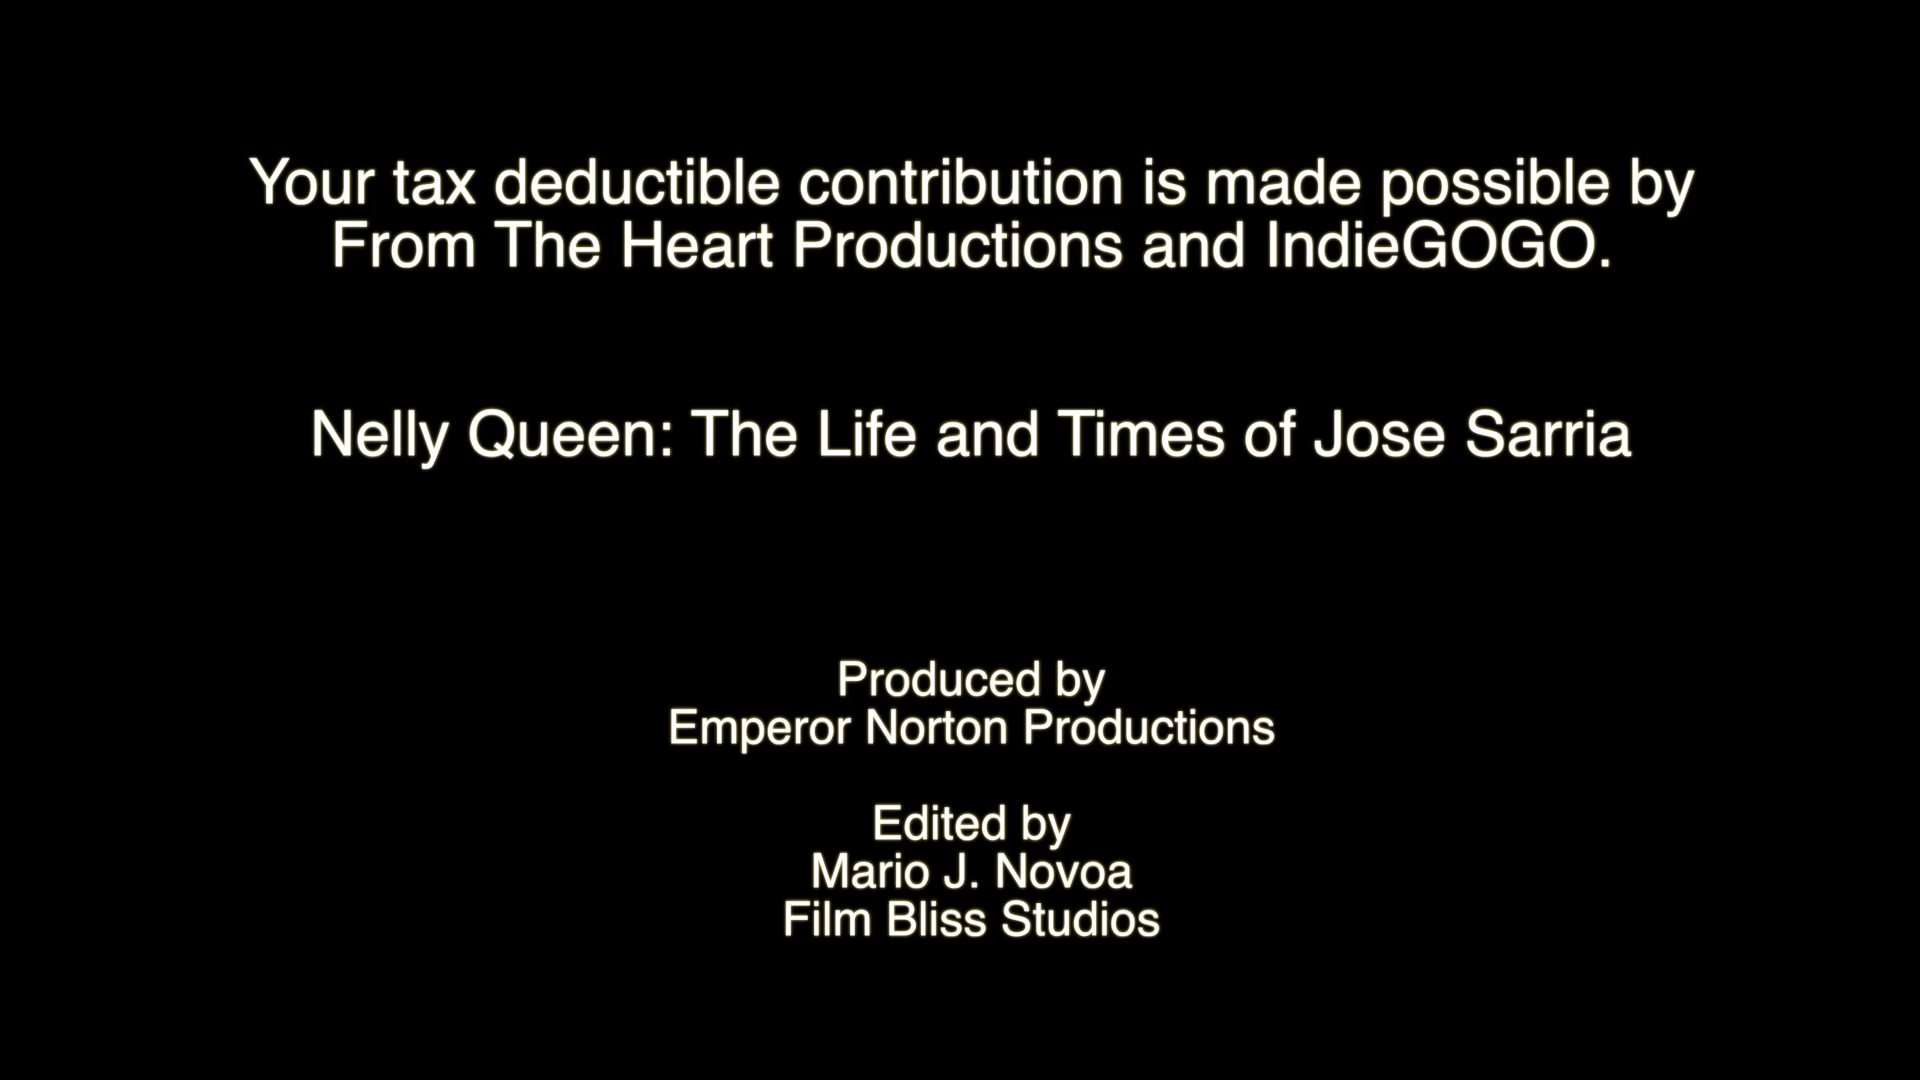 Your tax deductible contribution is made possible by
From The Heart Productions and IndieGOGO.
Nelly Queen: The Life and Times of Jose Sarria
Produced by
Emperor Norton Productions
Edited by
Mario J. Novoa
Film Bliss Studios